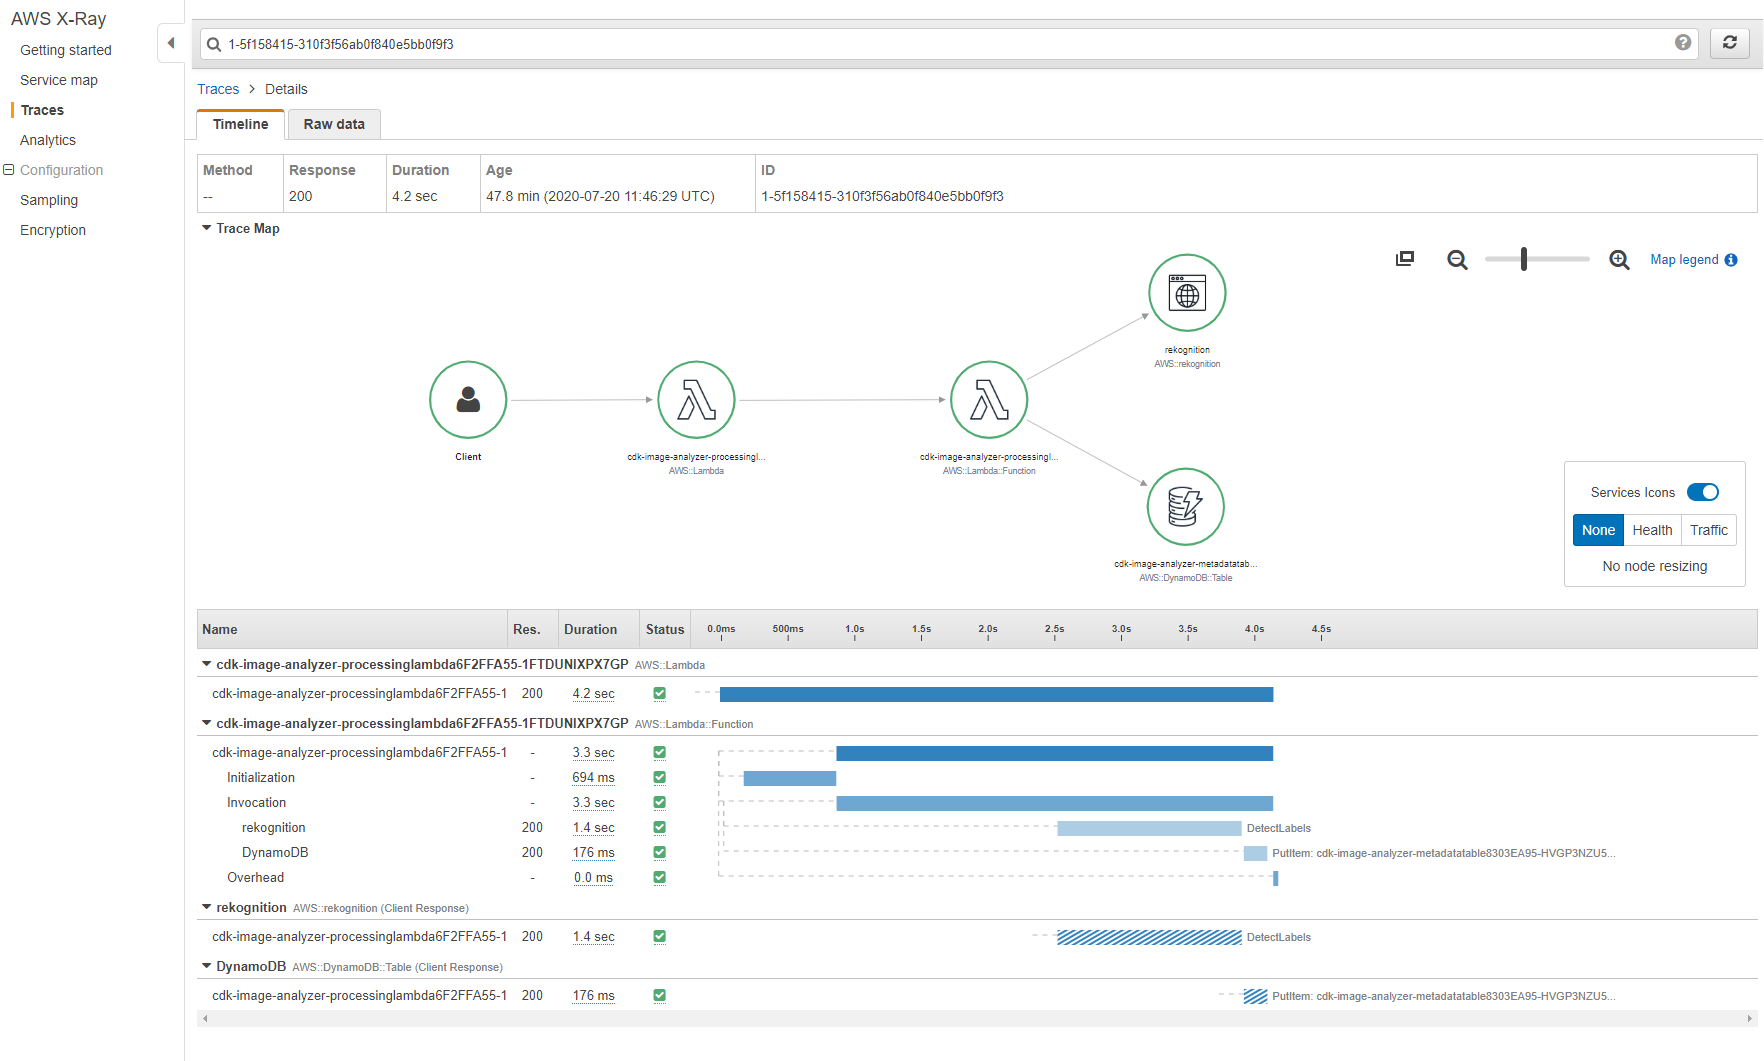 AWS X-Ray
Getting started
Service map
Traces
Analytics
Configuration
Sampling
Encryption
1-5f158415-310f3f56ab0f840e5bb0f9f3
Traces > Details
Timeline Raw data
Method Response Duration Age ID
-- 200 4.2 sec 47.8 min (2020-07-20 11:46:29 UTC) 1-5f158415-310f3f56ab0f840e5bb0f9f3
Trace Map
Map legend
rekognition
AWS::rekognition
Client
cdk-image-analyzer-processingl...
AWS::Lambda
cdk-image-analyzer-processingl...
AWS::Lambda::Function
cdk-image-analyzer-metadatatab...
AWS::DynamoDB::Table
Services Icons
None Health Traffic
No node resizing
Name Res. Duration Status 0.0ms 500ms 1.0s 1.5s 2.0s 2.5s 3.0s 3.5s 4.0s 4.5s
cdk-image-analyzer-processinglambda6F2FFA55-1FTDUNIXPX7GP AWS::Lambda
cdk-image-analyzer-processinglambda6F2FFA55-1 200 4.2 sec
cdk-image-analyzer-processinglambda6F2FFA55-1FTDUNIXPX7GP AWS::Lambda::Function
cdk-image-analyzer-processinglambda6F2FFA55-1 - 3.3 sec
Initialization - 694 ms
Invocation - 3.3 sec
rekognition 200 1.4 sec DetectLabels
DynamoDB 200 176 ms PutItem: cdk-image-analyzer-metadatatable8303EA95-HVGP3NZU5...
Overhead - 0.0 ms
rekognition AWS::rekognition (Client Response)
cdk-image-analyzer-processinglambda6F2FFA55-1 200 1.4 sec DetectLabels
DynamoDB AWS::DynamoDB::Table (Client Response)
cdk-image-analyzer-processinglambda6F2FFA55-1 200 176 ms PutItem: cdk-image-analyzer-metadatatable8303EA95-HVGP3NZU5...